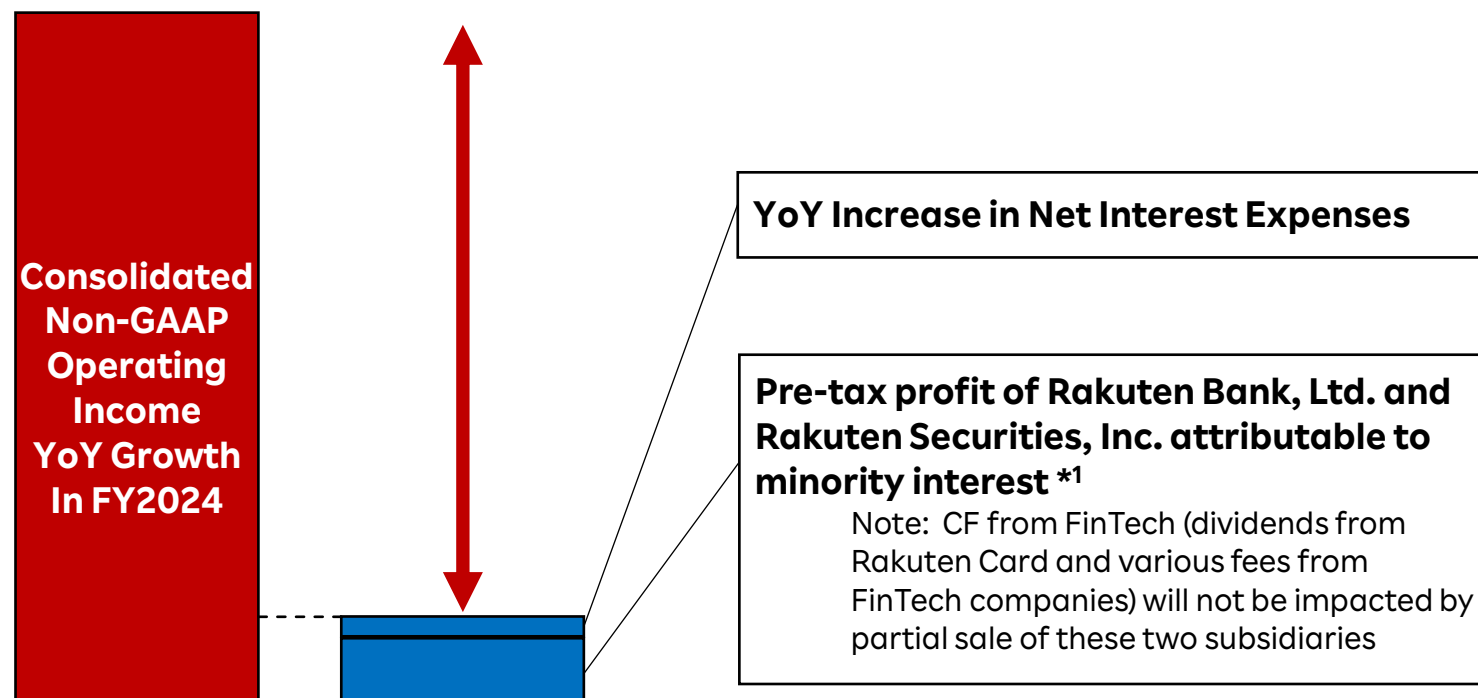 Consolidated
Non-GAAP
Operating
Income
YoY Growth
In FY2024
YoY Increase in Net Interest Expenses
Pre-tax profit of Rakuten Bank, Ltd. and
Rakuten Securities, Inc. attributable to
minority interest *1
Note: CF from FinTech (dividends from
Rakuten Card and various fees from
FinTech companies) will not be impacted by
partial sale of these two subsidiaries